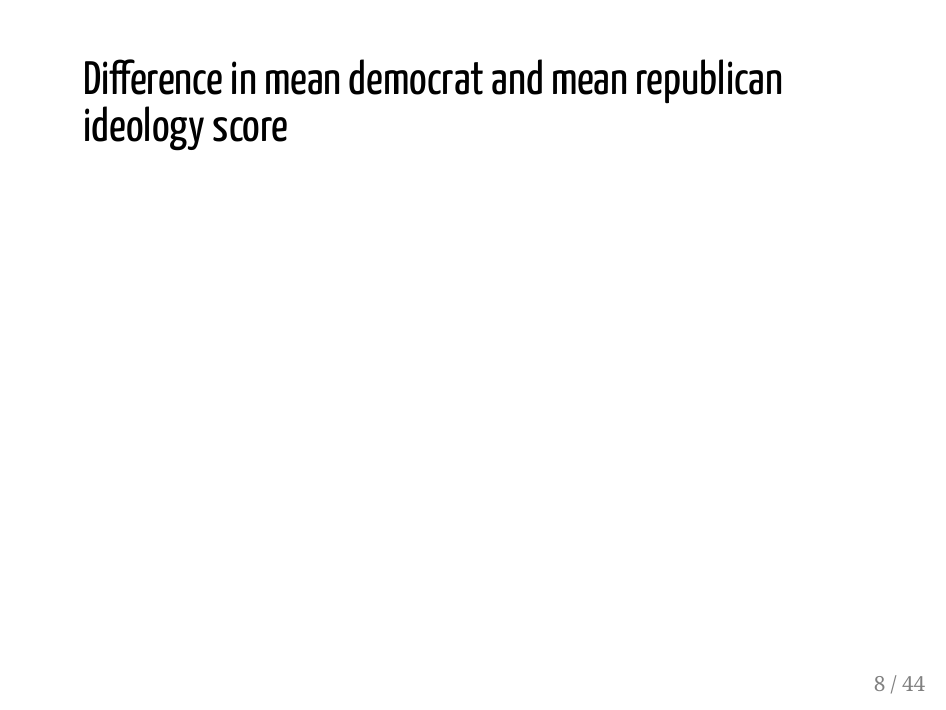 Difference in mean democrat and mean republican
ideology score
8 / 44